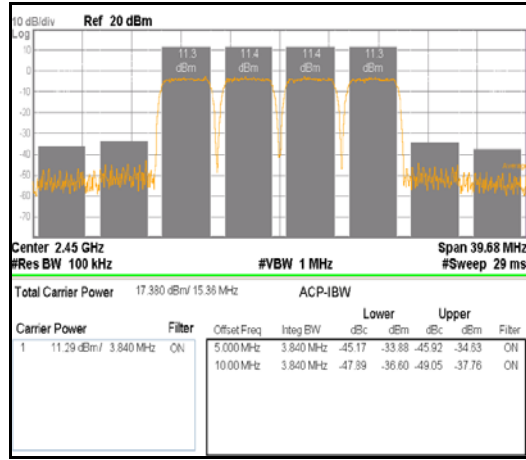 10 dB/div Ref 20 dBm
Log
10
0
-10
-20
-30
-40
-50
-60
-70
11.3 dBm
11.4 dBm
11.4 dBm
11.3 dBm
Average
Center 2.45 GHz Span 39.68 MHz
#Res BW 100 kHz #VBW 1 MHz #Sweep 29 ms
Total Carrier Power 17.380 dBm/ 15.36 MHz ACP-IBW
Lower Upper
Carrier Power Filter Offset Freq Integ BW dBc dBm dBc dBm Filter
1 11.29 dBm/ 3.840 MHz ON 5.000 MHz 3.840 MHz -45.17 -33.88 -45.92 -34.63 ON
10.00 MHz 3.840 MHz -47.89 -36.60 -49.05 -37.76 ON